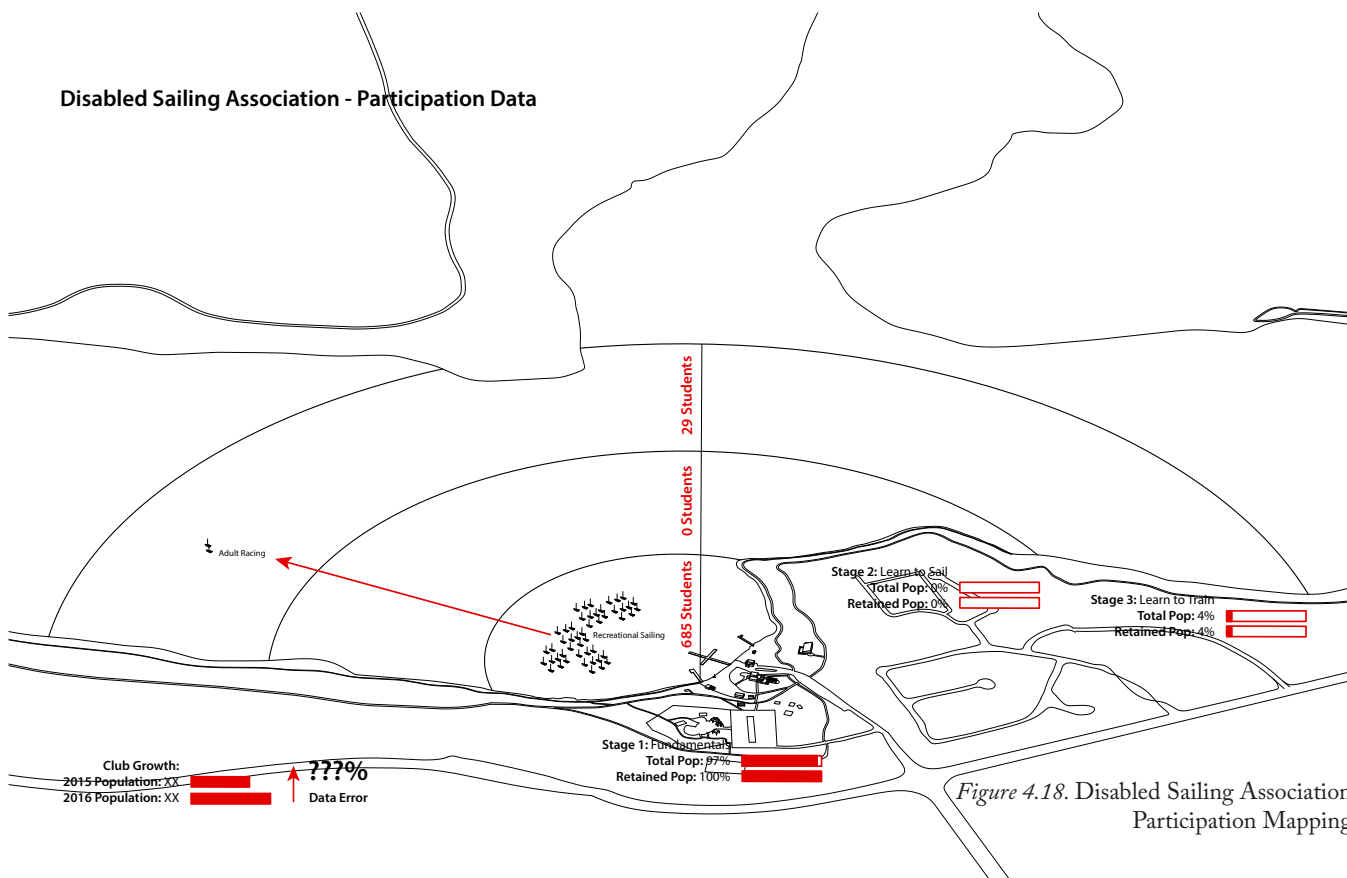 Disabled Sailing Association - Participation Data
29 Students
0 Students
685 Students
Adult Racing
Recreational Sailing
Stage 2: Learn to Sail
Total Pop: 0%
Retained Pop: 0%
Stage 3: Learn to Train
Total Pop: 4%
Retained Pop: 4%
Stage 1: Fundamentals
Total Pop: 97%
Retained Pop: 100%
Club Growth:
2015 Population: XX
2016 Population: XX
???%
Data Error
Figure 4.18. Disabled Sailing Association
Participation Mapping